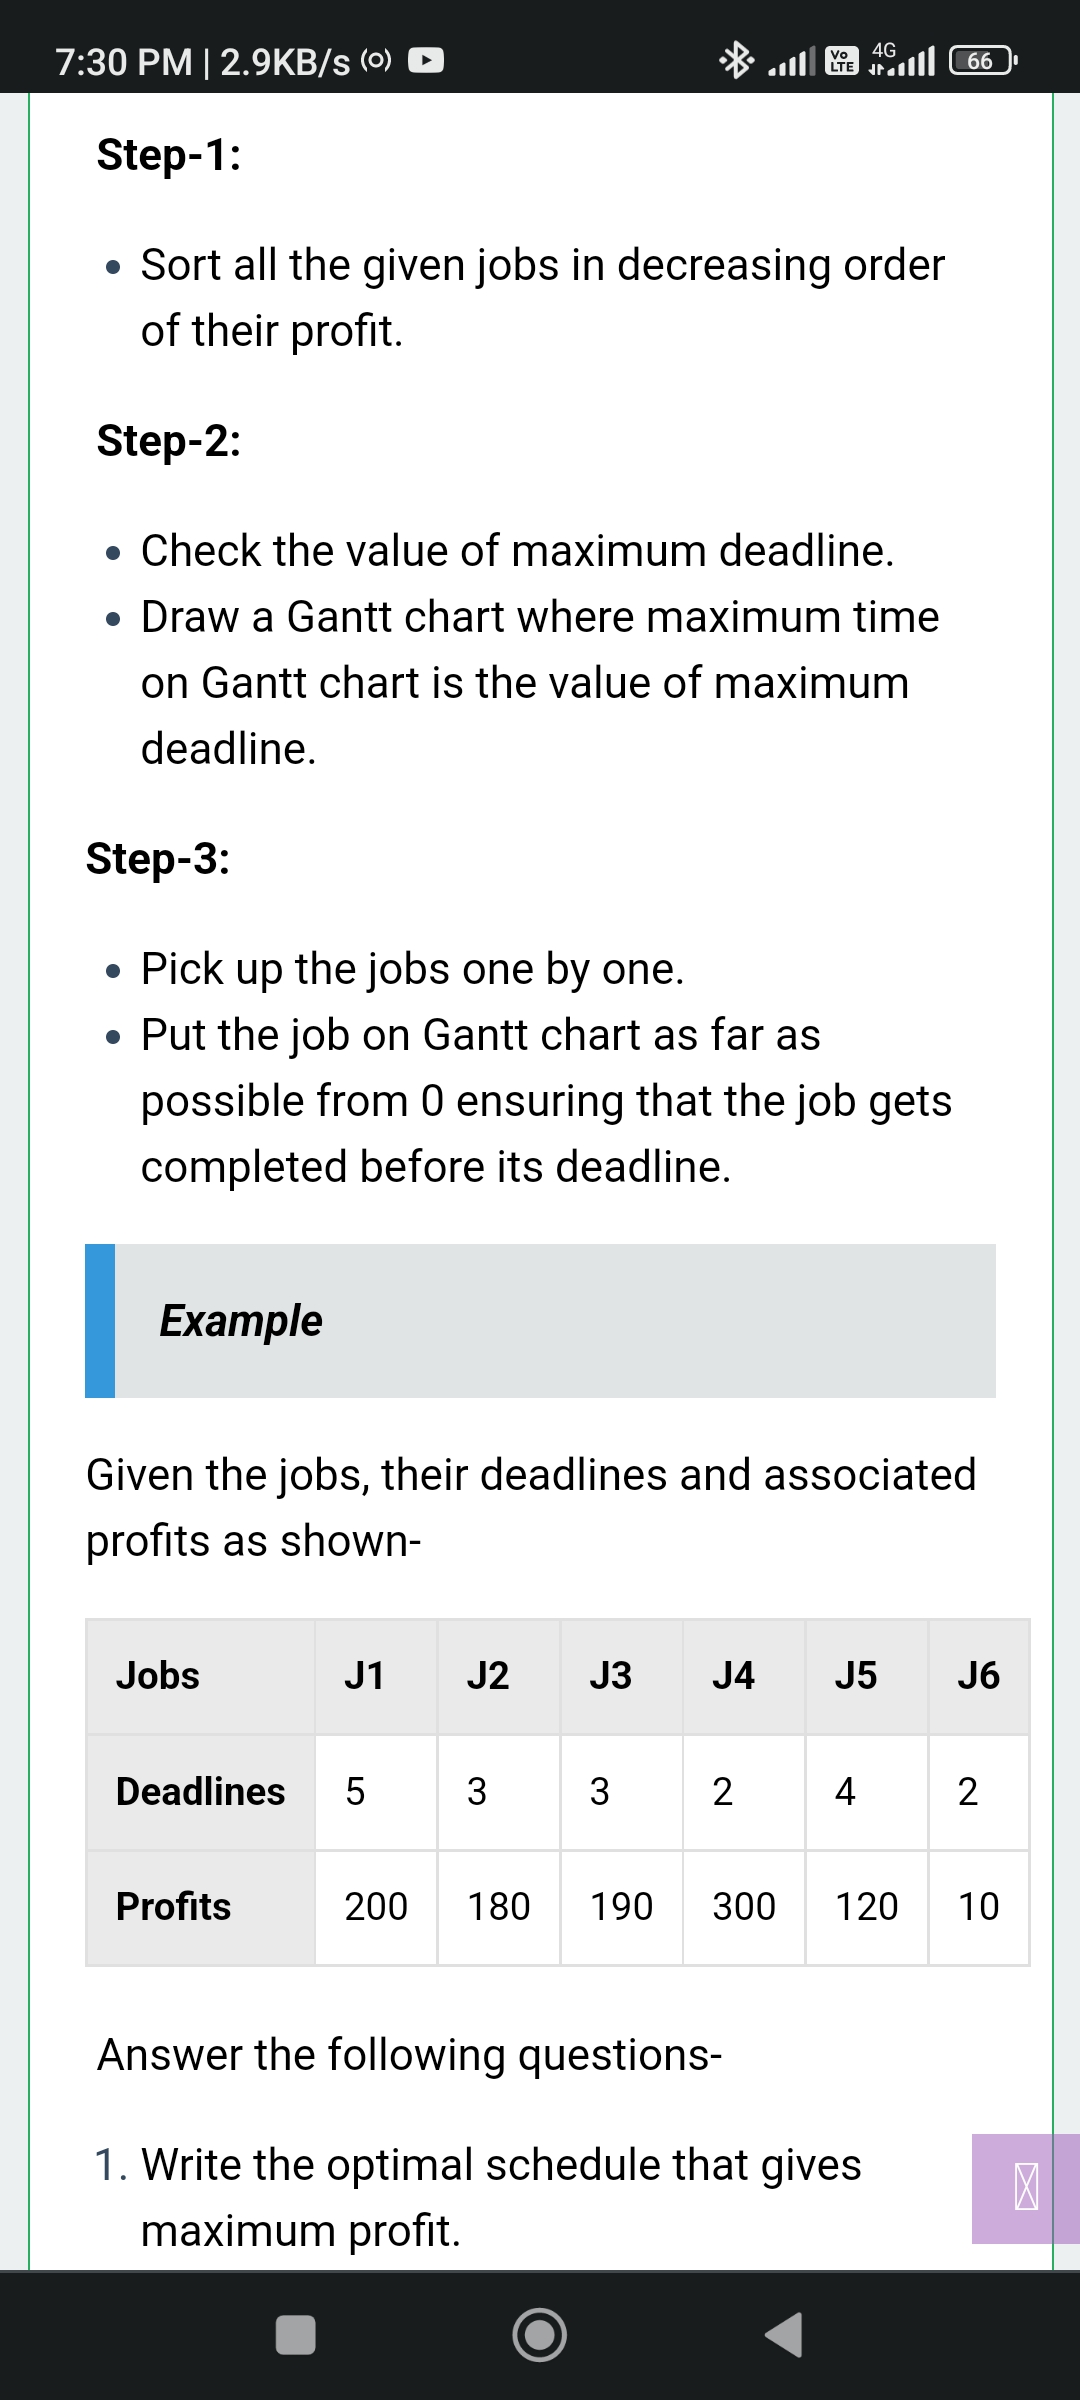 7:30 PM | 2.9KB/s
Vo LTE 4G 66
Step-1:
Sort all the given jobs in decreasing order
of their profit.
Step-2:
Check the value of maximum deadline.
Draw a Gantt chart where maximum time
on Gantt chart is the value of maximum
deadline.
Step-3:
Pick up the jobs one by one.
Put the job on Gantt chart as far as
possible from 0 ensuring that the job gets
completed before its deadline.
Example
Given the jobs, their deadlines and associated
profits as shown-
Jobs J1 J2 J3 J4 J5 J6
Deadlines 5 3 3 2 4 2
Profits 200 180 190 300 120 10
Answer the following questions-
1. Write the optimal schedule that gives
maximum profit.